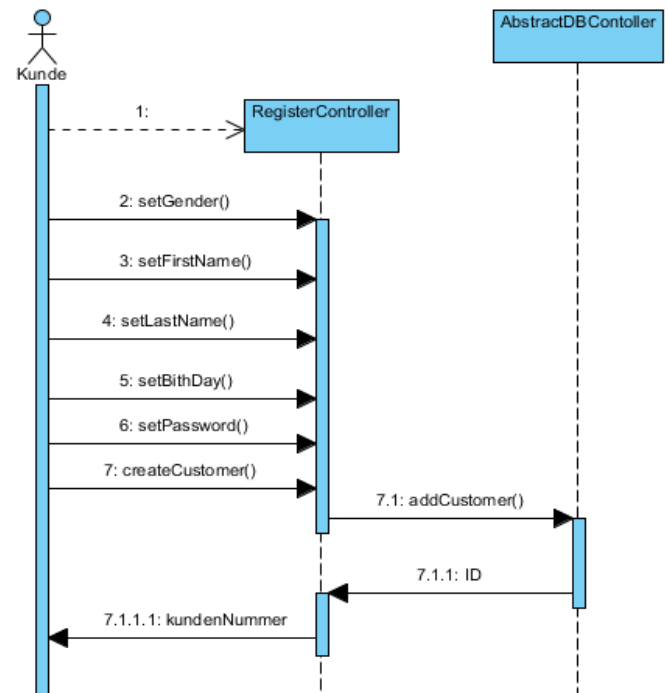 AbstractDBContoller
Kunde
1:
RegisterController
2: setGender()
3: setFirstName()
4: setLastName()
5: setBithDay()
6: setPassword()
7: createCustomer()
7.1: addCustomer()
7.1.1: ID
7.1.1.1: kundenNummer